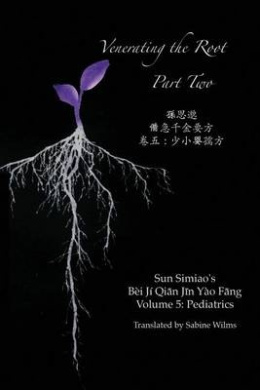 Venerating the Root
Part Two
孫思邈
備急千金要方
卷五：少小嬰孺方
Sun Simiao's
Bèi Jí Qiān Jīn Yào Fāng
Volume 5: Pediatrics
Translated by Sabine Wilms